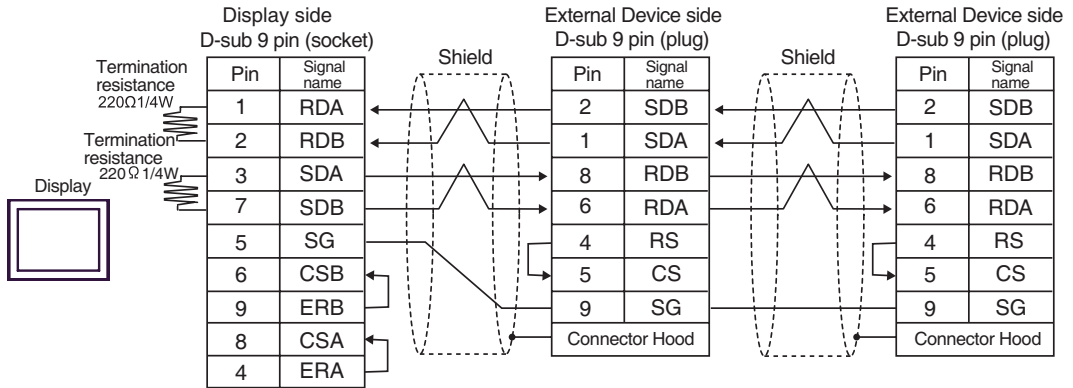 Display side
D-sub 9 pin (socket)
External Device side
D-sub 9 pin (plug)
External Device side
D-sub 9 pin (plug)
Termination
resistance
220Ω1/4W
Termination
resistance
220Ω1/4W
Display
Shield
Shield
Pin Signal name
1 RDA
2 RDB
3 SDA
7 SDB
5 SG
6 CSB
9 ERB
8 CSA
4 ERA
Pin Signal name
2 SDB
1 SDA
8 RDB
6 RDA
4 RS
5 CS
9 SG
Connector Hood
Pin Signal name
2 SDB
1 SDA
8 RDB
6 RDA
4 RS
5 CS
9 SG
Connector Hood